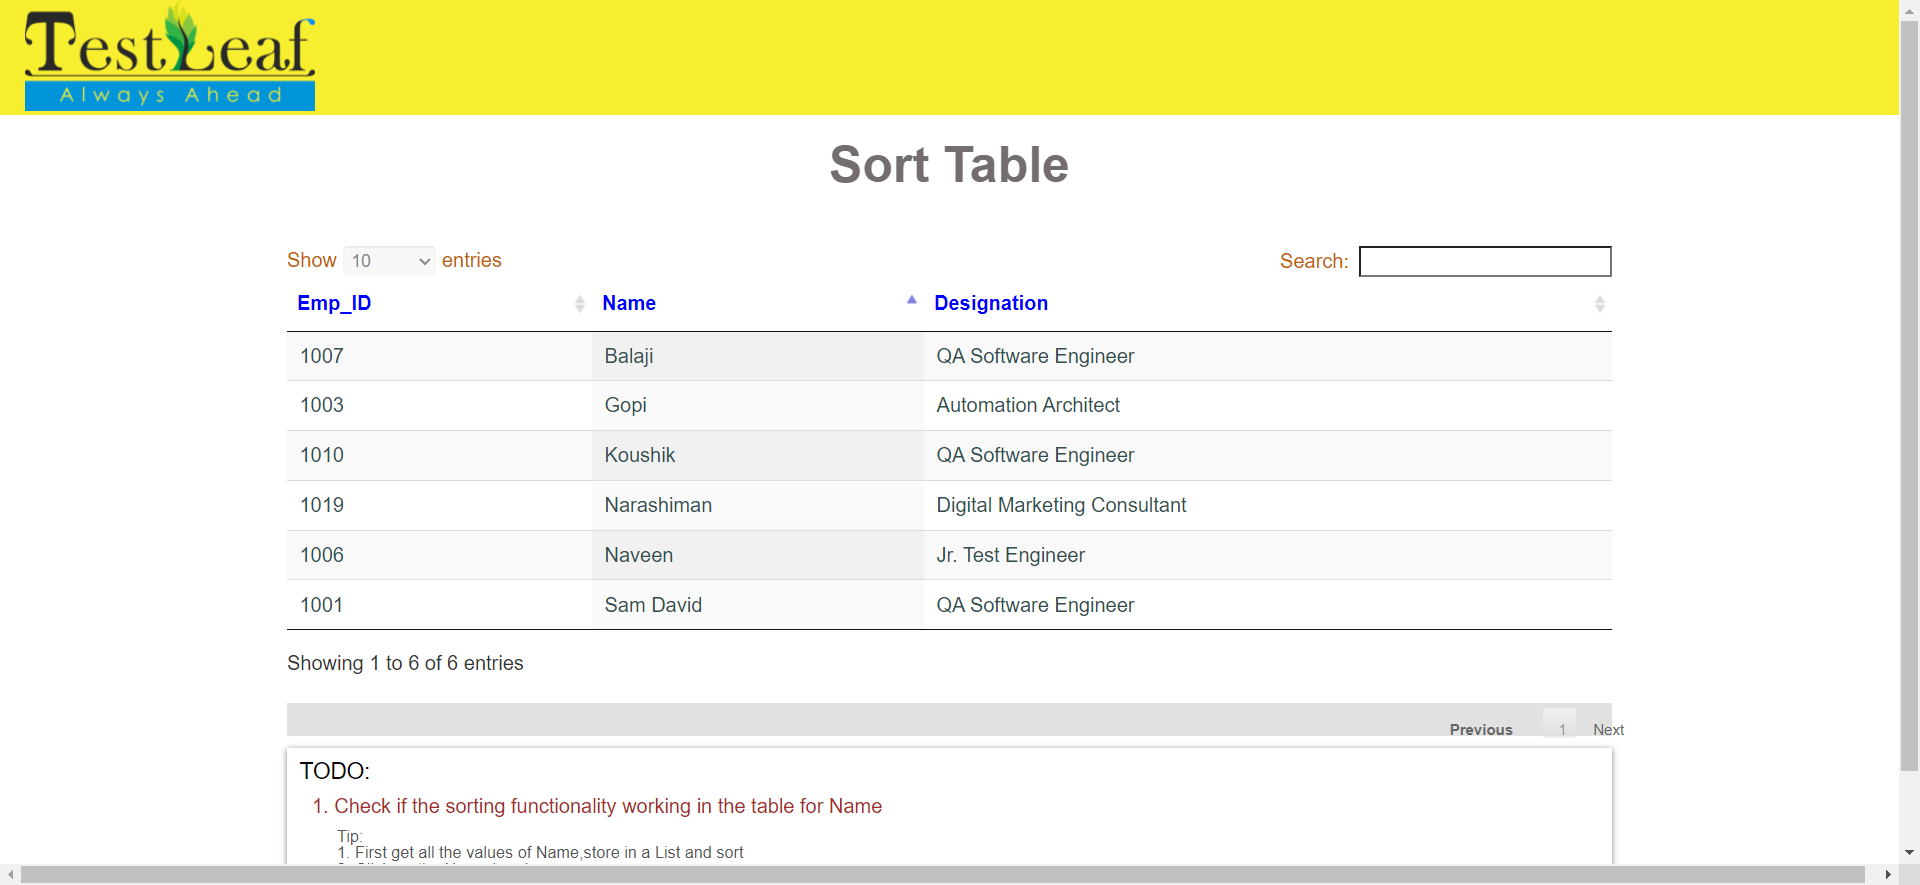 TestLeaf
Always Ahead
Sort Table
Show 10 entries
Search:
Emp_ID Name Designation
1007 Balaji QA Software Engineer
1003 Gopi Automation Architect
1010 Koushik QA Software Engineer
1019 Narashiman Digital Marketing Consultant
1006 Naveen Jr. Test Engineer
1001 Sam David QA Software Engineer
Showing 1 to 6 of 6 entries
Previous 1 Next
TODO:
1. Check if the sorting functionality working in the table for Name
Tip:
1. First get all the values of Name,store in a List and sort